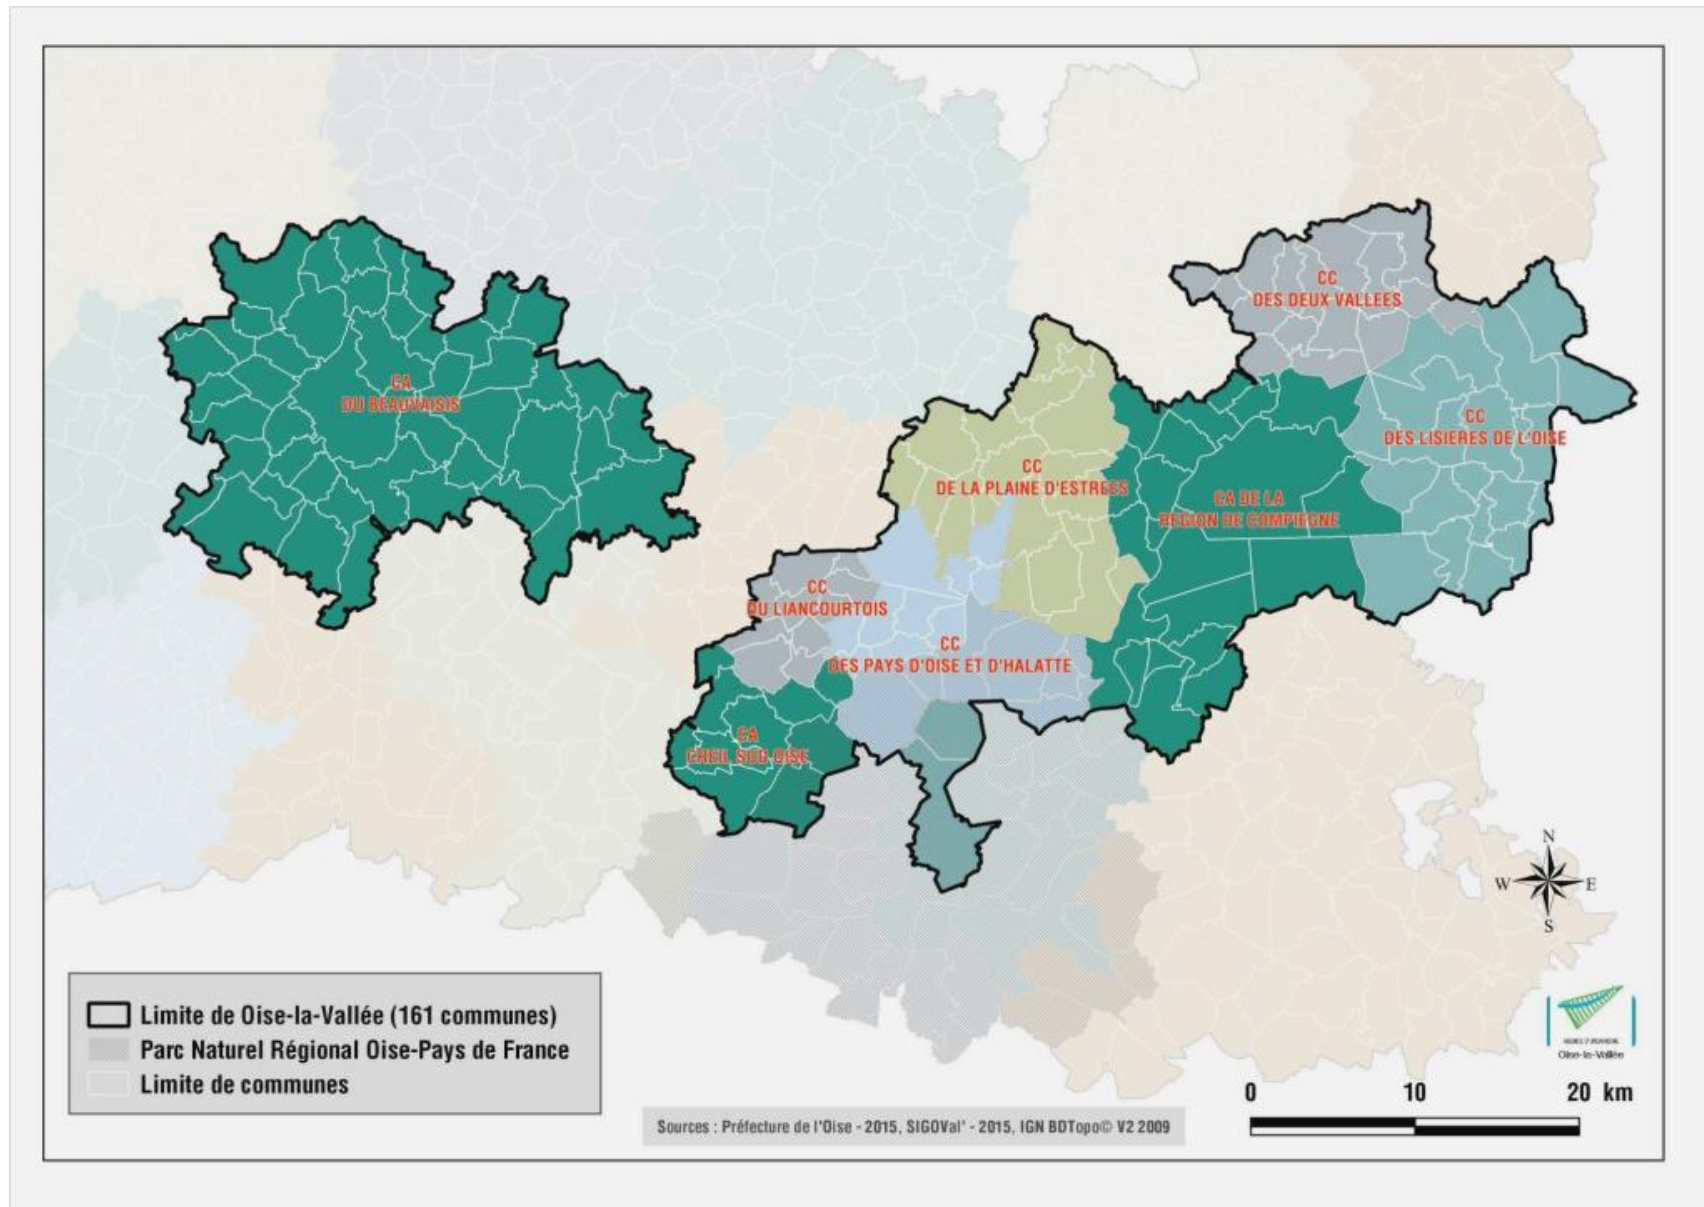 CC
DES DEUX VALLEES
CA
DU BEAUVAISIS
CC
DES LISIERES DE L'OISE
CC
DE LA PLAINE D'ESTREES
CA DE LA
REGION DE COMPIEGNE
CC
DU LIANCOURTOIS
CC
DES PAYS D'OISE ET D'HALATTE
CA
CREIL SUD OISE
N
W
E
S
Limite de Oise-la-Vallée (161 communes)
Parc Naturel Régional Oise-Pays de France
Limite de communes
Oise-la-Vallée
0 10 20 km
Sources : Préfecture de l'Oise - 2015, SIGOVal' - 2015, IGN BDTopo© V2 2009